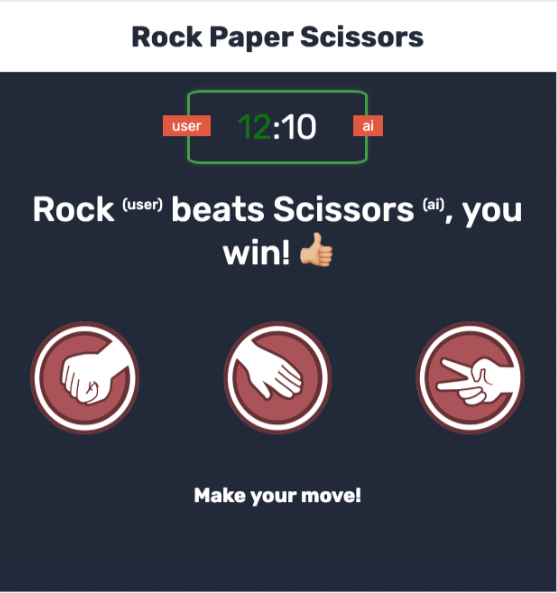 Rock Paper Scissors
user 12:10 ai
Rock (user) beats Scissors (ai), you
win! 👍🏼
Make your move!